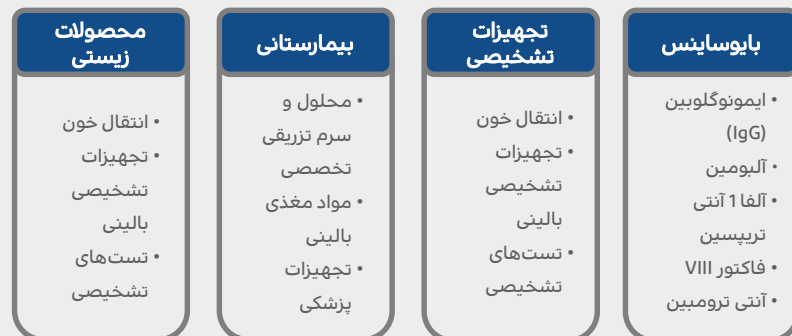 بایوساینس
• ایمونوگلوبین
(IgG)
• آلبومین
• آلفا 1 آنتی
تریپسین
• فاکتور VIII
• آنتی ترومبین
تجهیزات
تشخیصی
• انتقال خون
• تجهیزات
تشخیصی
بالینی
• تست‌های
تشخیصی
بیمارستانی
• محلول و
سرم تزریقی
تخصصی
• مواد مغذی
بالینی
• تجهیزات
پزشکی
محصولات
زیستی
• انتقال خون
• تجهیزات
تشخیصی
بالینی
• تست‌های
تشخیصی